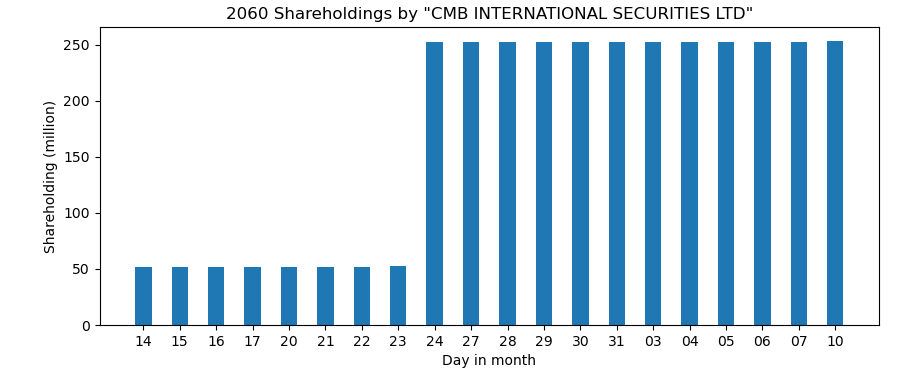 2060 Shareholdings by "CMB INTERNATIONAL SECURITIES LTD"
Shareholding (million)
250
200
150
100
50
0
14 15 16 17 20 21 22 23 24 27 28 29 30 31 03 04 05 06 07 10
Day in month